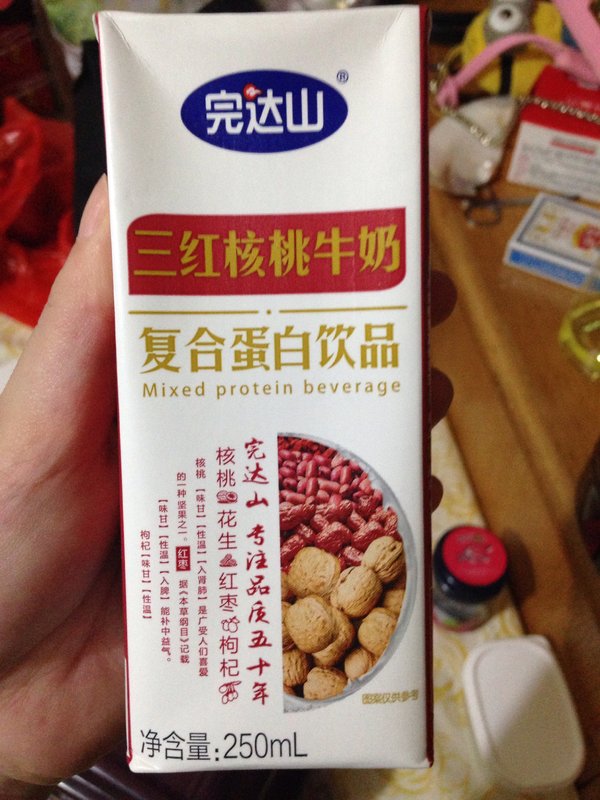 完达山
®
三红核桃牛奶
复合蛋白饮品
Mixed protein beverage
完达山 专注品质五十年
核桃 花生 红枣 枸杞
核桃【味甘】【性温】【入肾肺】是广受人们喜爱
的一种坚果之一。红枣 据《本草纲目》记载
【味甘】【性温】【入脾】能补中益气。
枸杞【味甘】【性温】
图案仅供参考
净含量:250mL